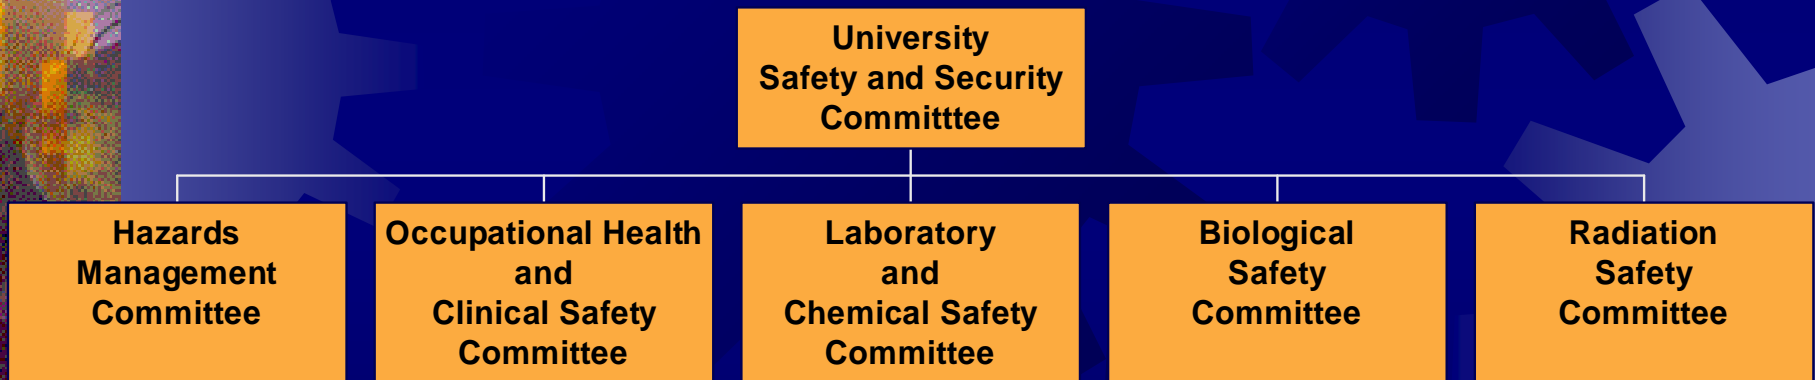 University
Safety and Security
Committtee
Hazards
Management
Committee
Occupational Health
and
Clinical Safety
Committee
Laboratory
and
Chemical Safety
Committee
Biological
Safety
Committee
Radiation
Safety
Committee